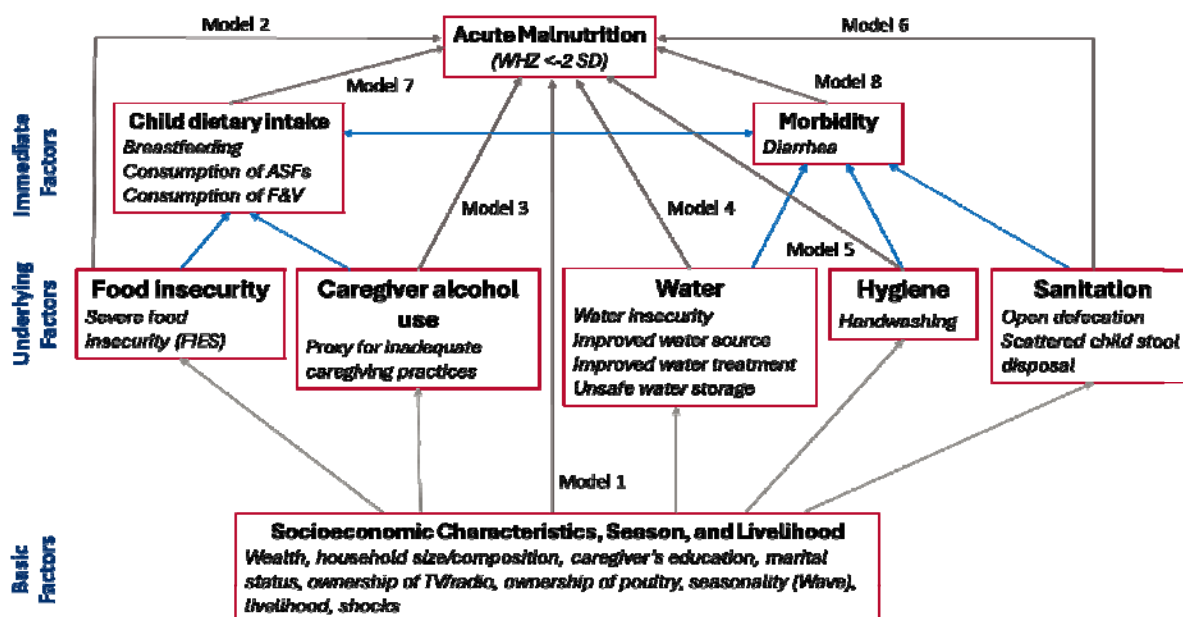 Model 2
Model 6
Acute Malnutrition
(WHZ <-2 SD)
Model 7
Model 8
Immediate
Factors
Child dietary intake
Breastfeeding
Consumption of ASFs
Consumption of F&V
Morbidity
Diarrhea
Model 3
Model 4
Model 5
Underlying
Factors
Food insecurity
Severe food
insecurity (FIES)
Caregiver alcohol
use
Proxy for inadequate
caregiving practices
Water
Water insecurity
Improved water source
Improved water treatment
Unsafe water storage
Hygiene
Handwashing
Sanitation
Open defecation
Scattered child stool
disposal
Model 1
Basic
Factors
Socioeconomic Characteristics, Season, and Livelihood
Wealth, household size/composition, caregiver's education, marital
status, ownership of TV/radio, ownership of poultry, seasonality (Wave),
livelihood, shocks